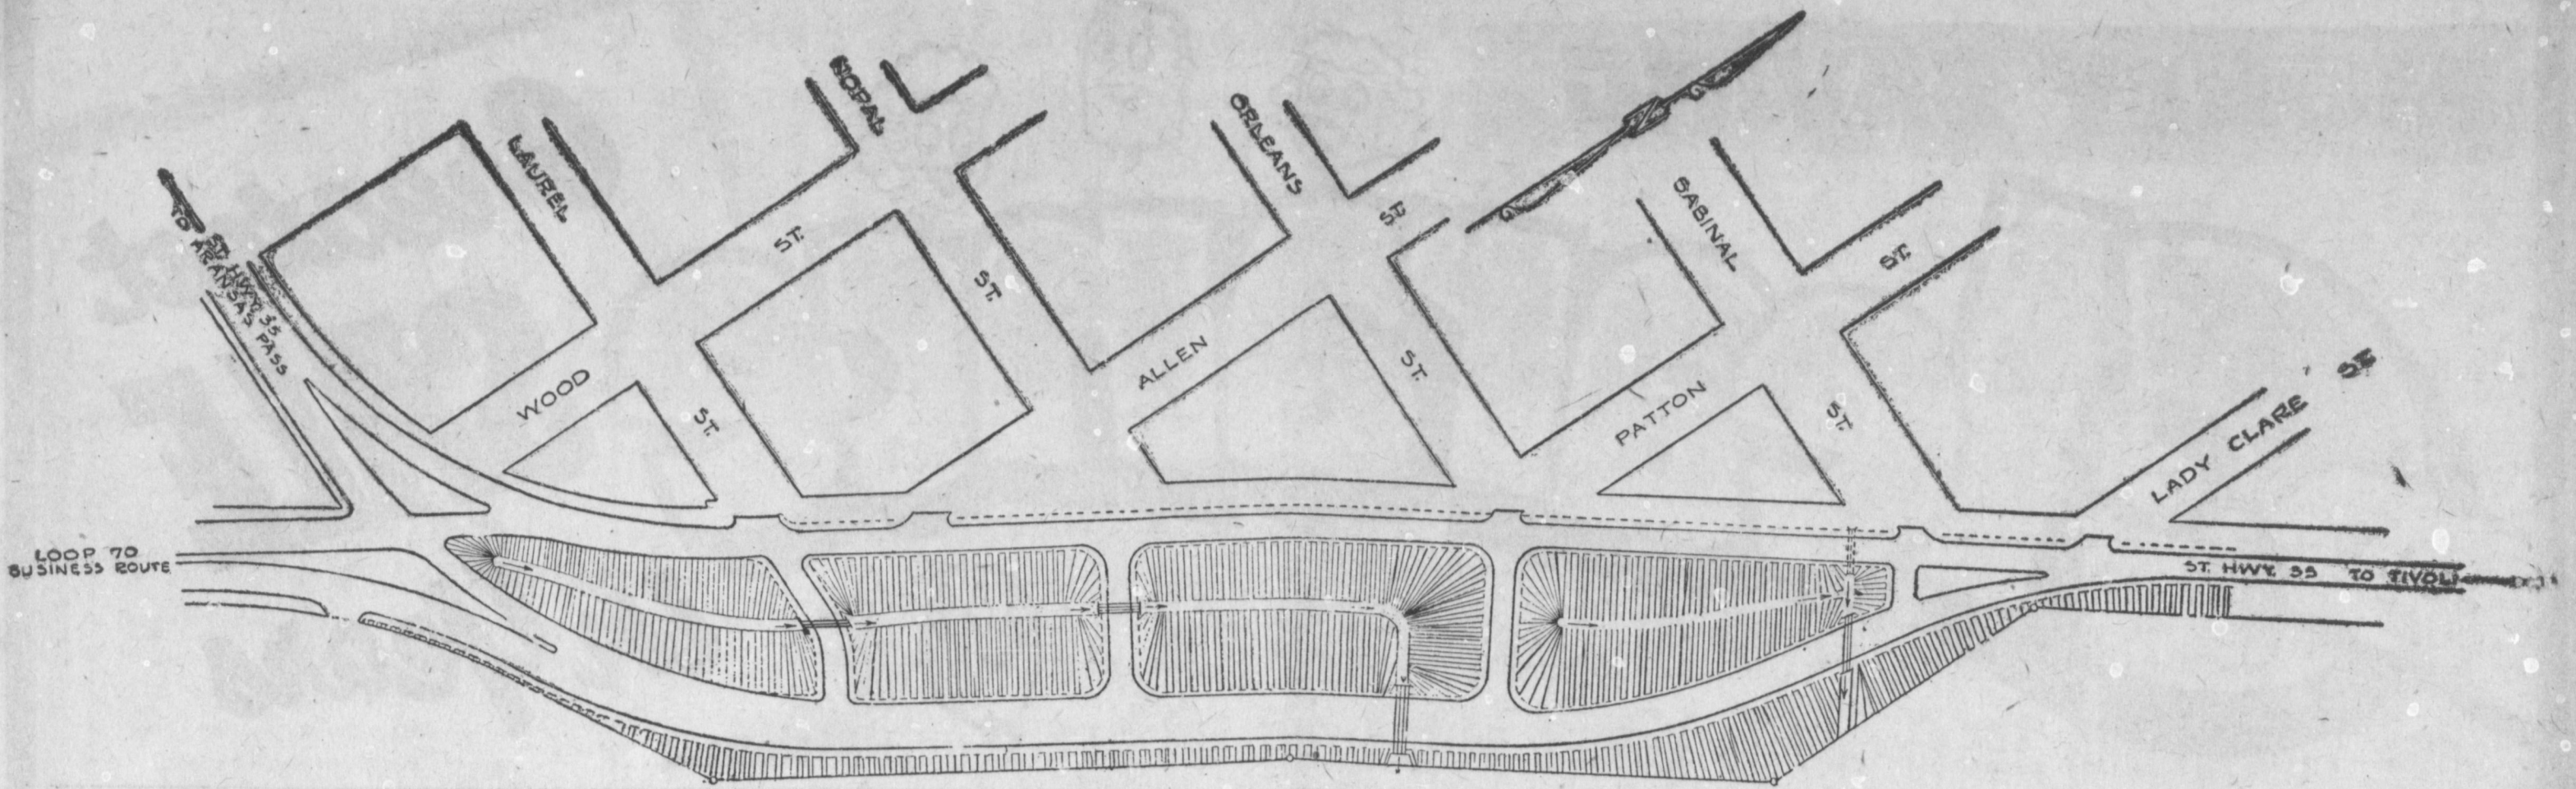 NOPAL
ORLEANS
LAUREL
ST.
SABINAL
ST.
TO ARANSAS PASS
ST. HWY. 35
ST.
ST.
ALLEN
ST.
WOOD
ST.
PATTON
ST.
LADY CLARE ST.
LOOP 70
BUSINESS ROUTE
ST. HWY. 35 TO TIVOLI